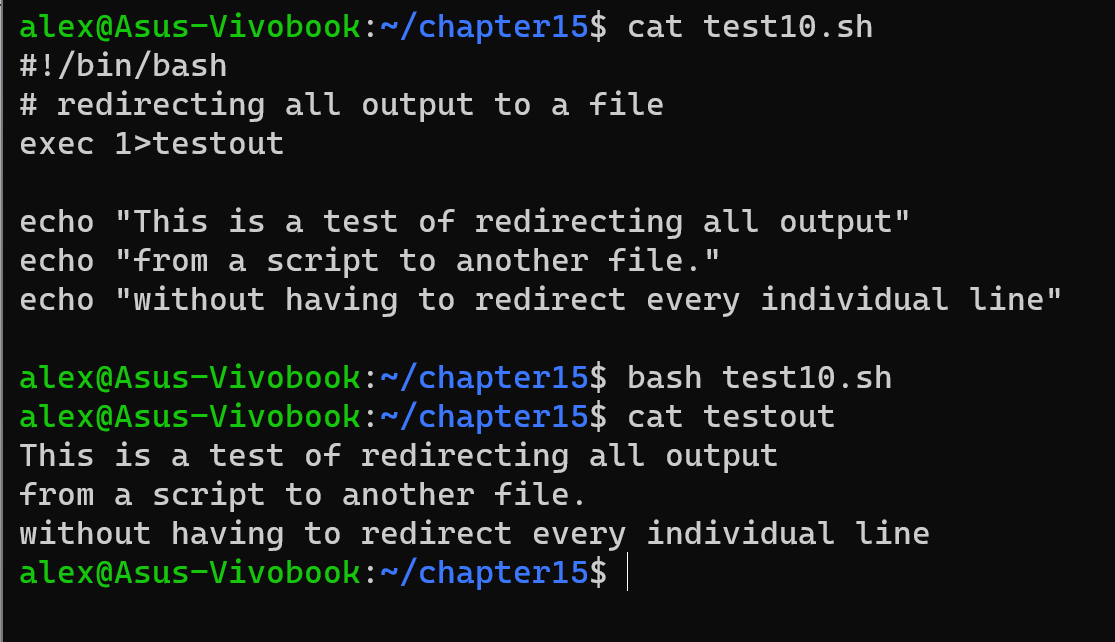 alex@Asus-Vivobook:~/chapter15$ cat test10.sh
#!/bin/bash
# redirecting all output to a file
exec 1>testout
echo "This is a test of redirecting all output"
echo "from a script to another file."
echo "without having to redirect every individual line"
alex@Asus-Vivobook:~/chapter15$ bash test10.sh
alex@Asus-Vivobook:~/chapter15$ cat testout
This is a test of redirecting all output
from a script to another file.
without having to redirect every individual line
alex@Asus-Vivobook:~/chapter15$